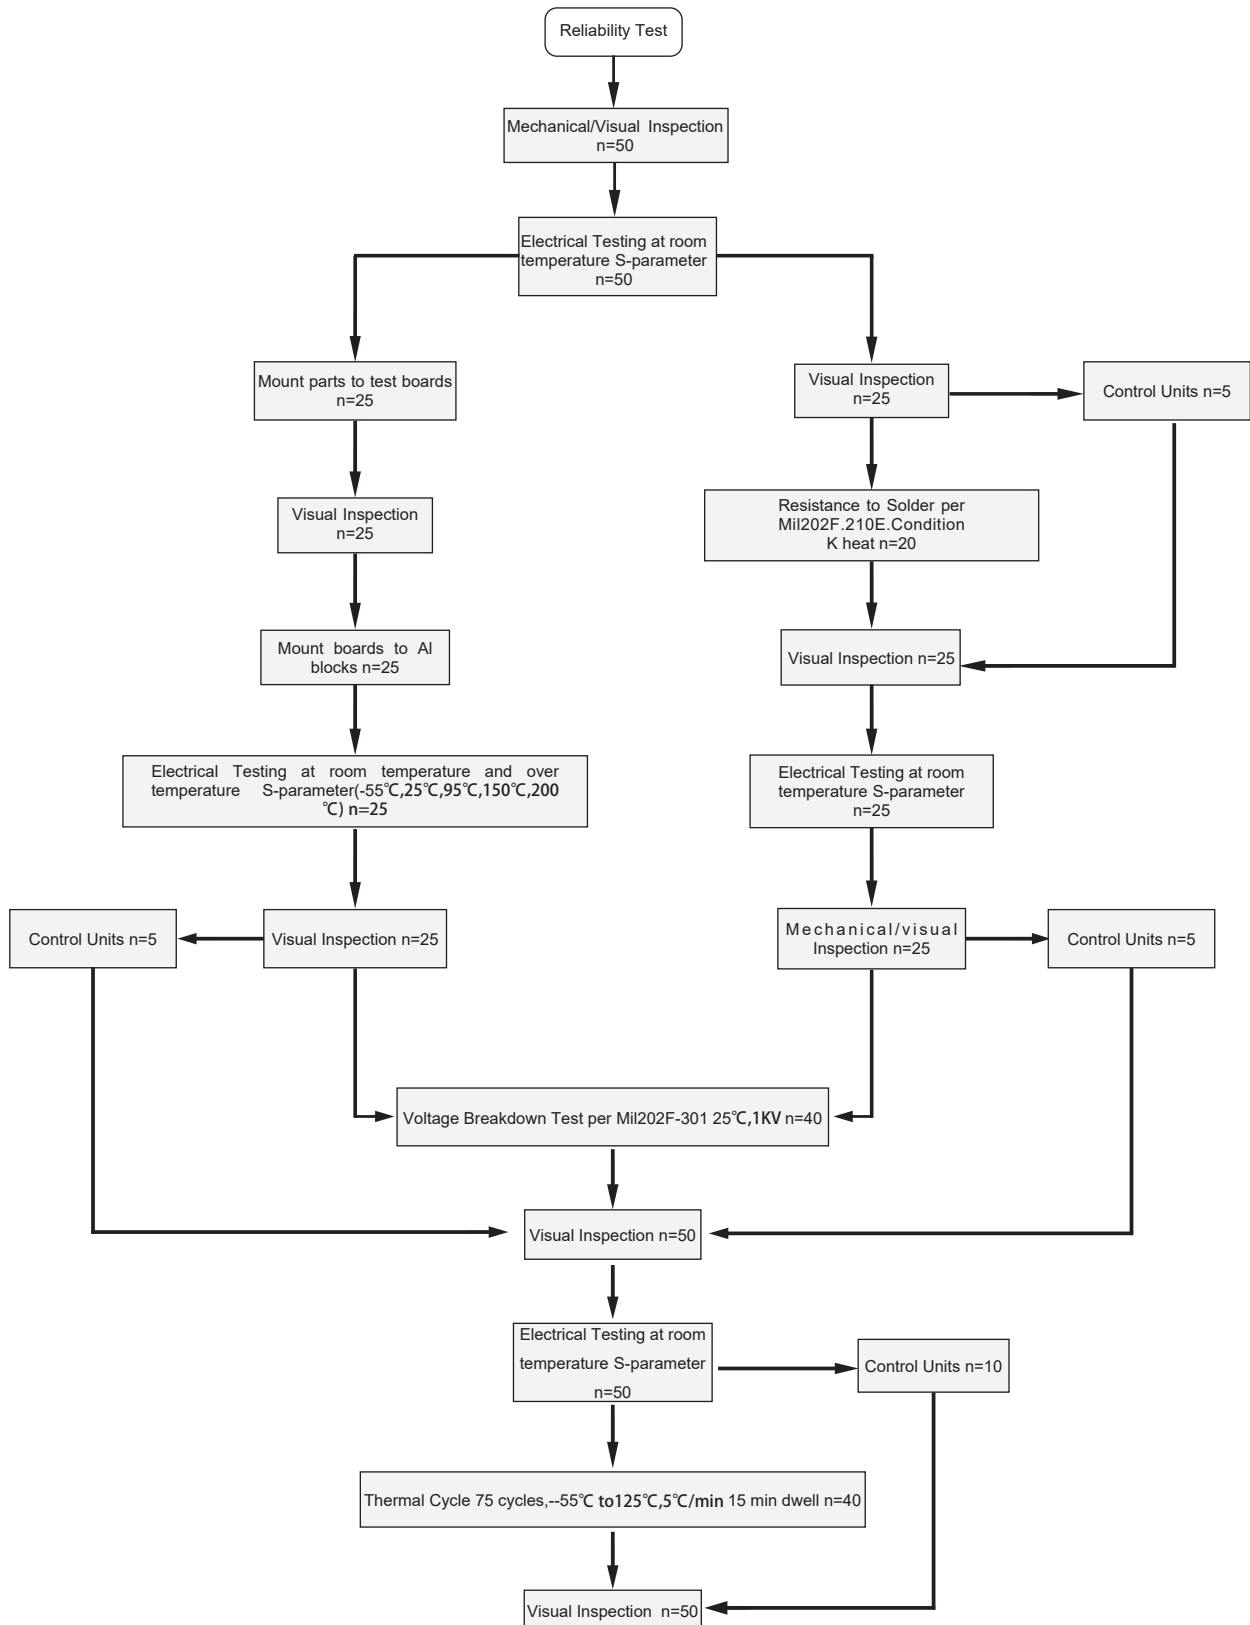 Reliability Test
Mechanical/Visual Inspection
n=50
Electrical Testing at room
temperature S-parameter
n=50
Mount parts to test boards
n=25
Visual Inspection
n=25
Control Units n=5
Visual Inspection
n=25
Resistance to Solder per
Mil202F.210E.Condition
K heat n=20
Mount boards to Al
blocks n=25
Visual Inspection n=25
Electrical Testing at room temperature and over
temperature S-parameter(-55℃,25℃,95℃,150℃,200
℃) n=25
Electrical Testing at room
temperature S-parameter
n=25
Control Units n=5
Visual Inspection n=25
Mechanical/visual
Inspection n=25
Control Units n=5
Voltage Breakdown Test per Mil202F-301 25℃,1KV n=40
Visual Inspection n=50
Electrical Testing at room
temperature S-parameter
n=50
Control Units n=10
Thermal Cycle 75 cycles,--55℃ to125℃,5℃/min 15 min dwell n=40
Visual Inspection n=50